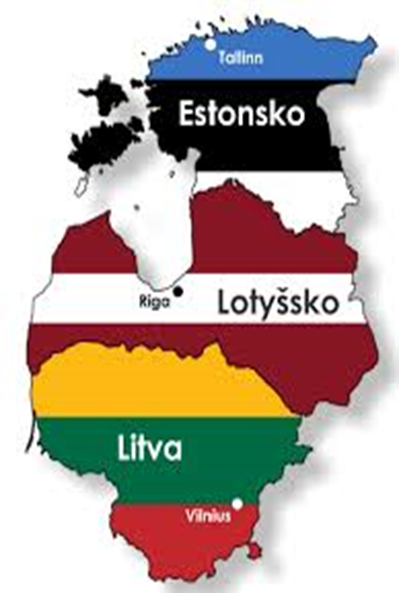 Tallinn
Estonsko
Riga
Lotyšsko
Litva
Vilnius